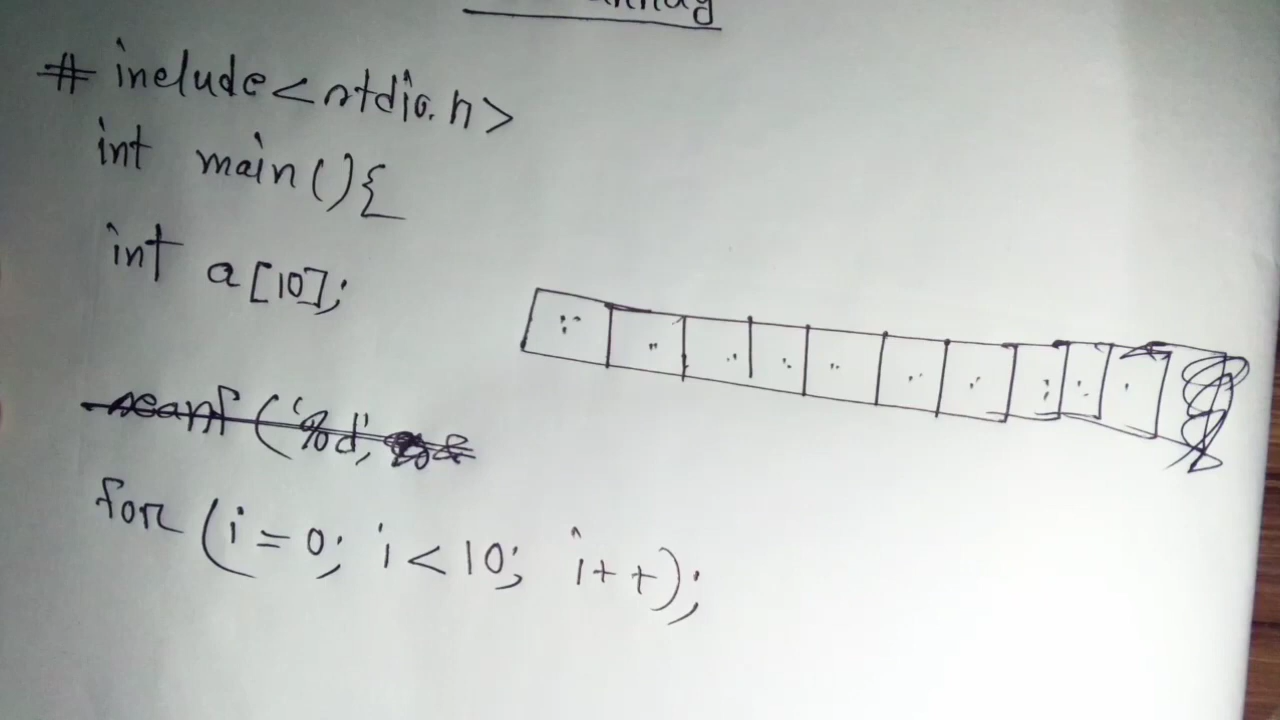 # include<stdio.h>
int main(){
int a[10];
scanf('%d',
for (i=0; i<10; i++);